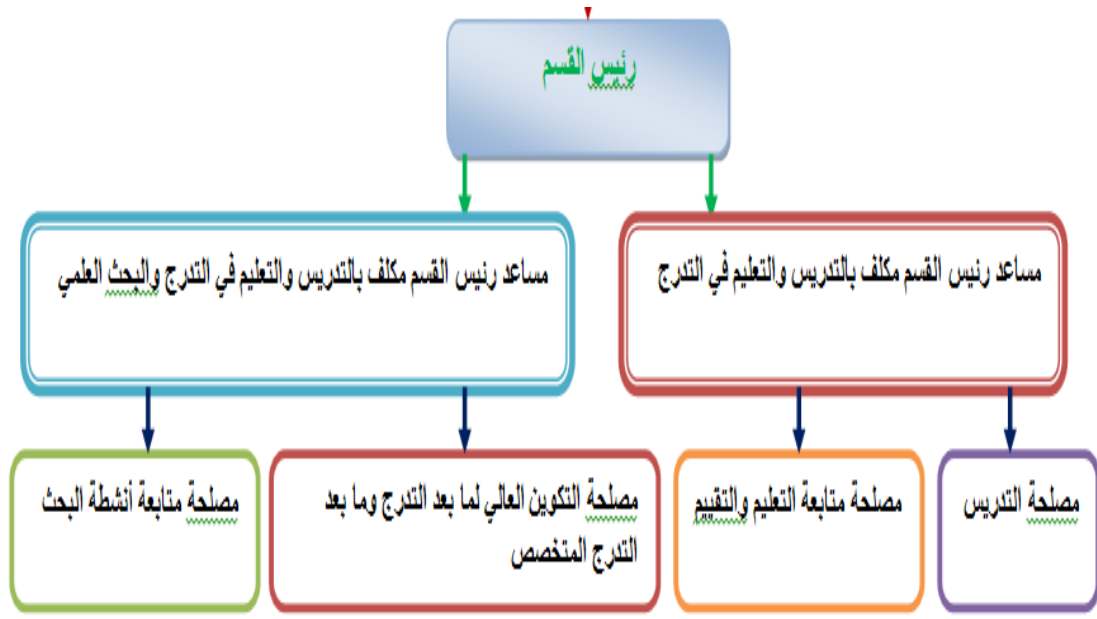 رئيس القسم
مساعد رئيس القسم مكلف بالتدريس والتعليم في التدرج
مساعد رئيس القسم مكلف بالتدريس والتعليم في التدرج والبحث العلمي
مصلحة التدريس
مصلحة متابعة التعليم والتقييم
مصلحة التكوين العالي لما بعد التدرج وما بعد
التدرج المتخصص
مصلحة متابعة أنشطة البحث